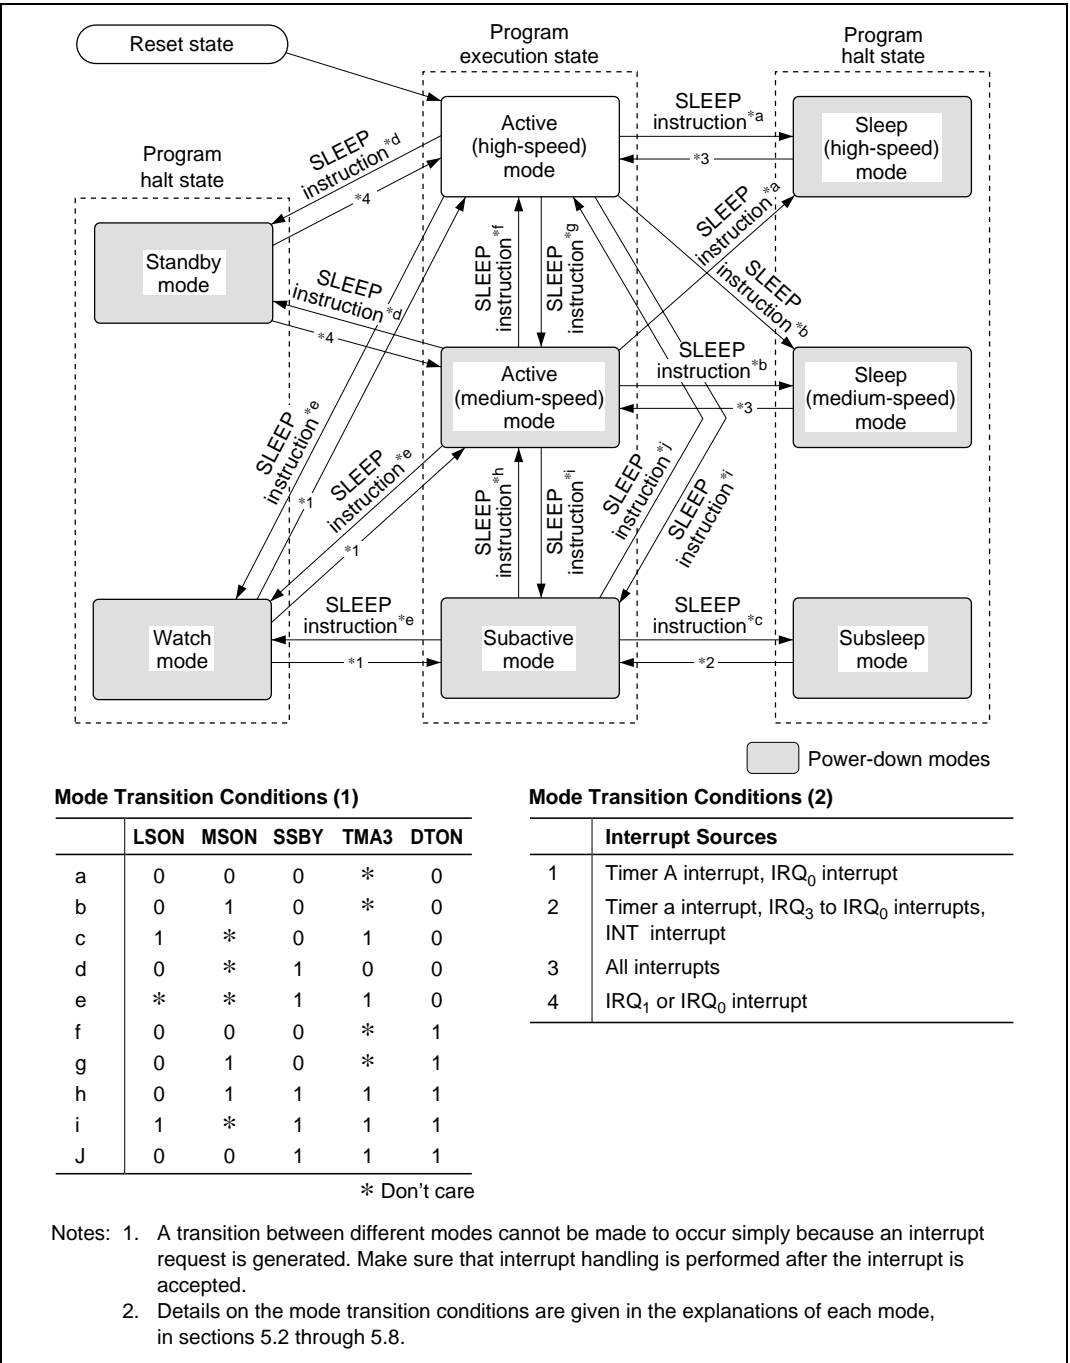 Reset state
Program
execution state
Program
halt state
Program
halt state
Active
(high-speed)
mode
SLEEP
instruction*a
*3
Sleep
(high-speed)
mode
SLEEP
instruction*d
*4
Standby
mode
SLEEP
instruction*d
*4
SLEEP
instruction*f
SLEEP
instruction*g
SLEEP
instruction*a
SLEEP
instruction*b
Active
(medium-speed)
mode
SLEEP
instruction*b
*3
Sleep
(medium-speed)
mode
SLEEP
instruction*e
*1
SLEEP
instruction*e
*1
SLEEP
instruction*h
SLEEP
instruction*i
SLEEP
instruction*j
SLEEP
instruction*i
Watch
mode
SLEEP
instruction*e
*1
Subactive
mode
SLEEP
instruction*c
*2
Subsleep
mode
Power-down modes
Mode Transition Conditions (1)
LSON MSON SSBY TMA3 DTON
a 0 0 0 * 0
b 0 1 0 * 0
c 1 * 0 1 0
d 0 * 1 0 0
e * * 1 1 0
f 0 0 0 * 1
g 0 1 0 * 1
h 0 1 1 1 1
i 1 * 1 1 1
J 0 0 1 1 1
* Don't care
Mode Transition Conditions (2)
Interrupt Sources
1 Timer A interrupt, IRQ0 interrupt
2 Timer a interrupt, IRQ3 to IRQ0 interrupts,
INT interrupt
3 All interrupts
4 IRQ1 or IRQ0 interrupt
Notes: 1. A transition between different modes cannot be made to occur simply because an interrupt
request is generated. Make sure that interrupt handling is performed after the interrupt is
accepted.
2. Details on the mode transition conditions are given in the explanations of each mode,
in sections 5.2 through 5.8.